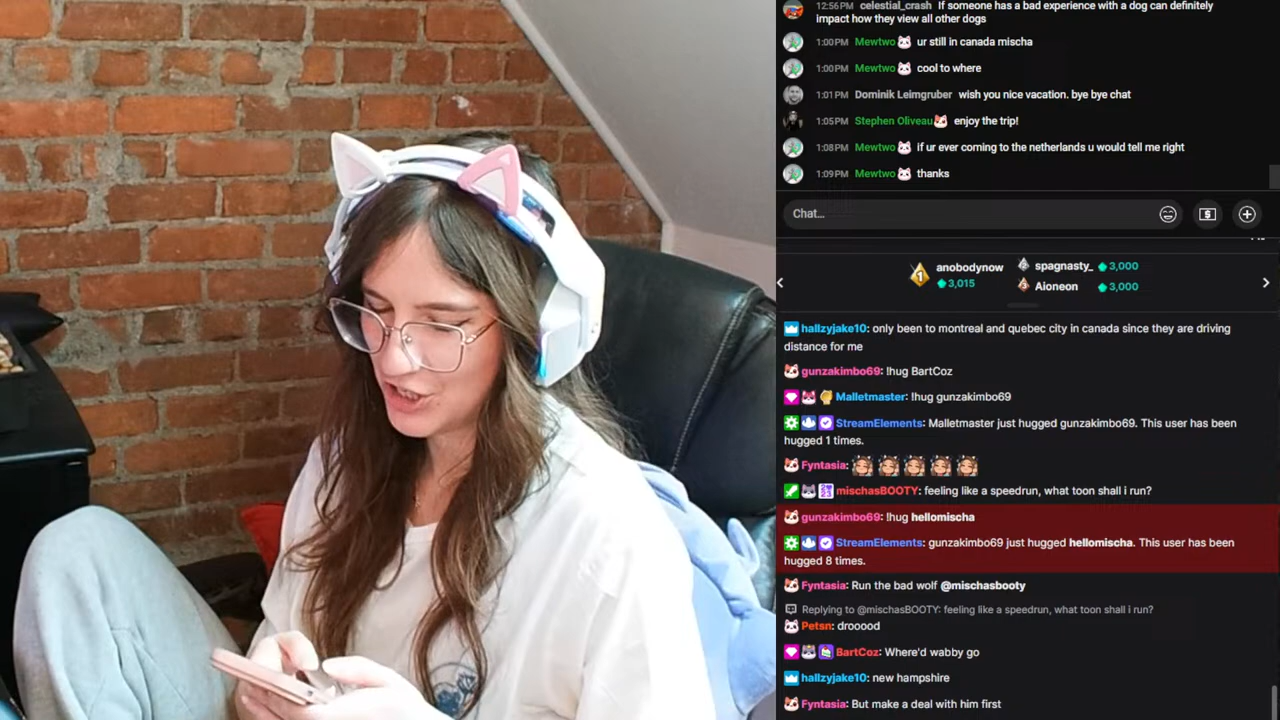 12:56PM celestial_crash If someone has a bad experience with a dog can definitely
impact how they view all other dogs
1:00PM Mewtwo ur still in canada mischa
1:00PM Mewtwo cool to where
1:01PM Dominik Leimgruber wish you nice vacation. bye bye chat
1:05PM Stephen Oliveau enjoy the trip!
1:08PM Mewtwo if ur ever coming to the netherlands u would tell me right
1:09PM Mewtwo thanks
Chat...
1 anobodynow 3,015
spagnasty_ 3,000
Aioneon 3,000
hallzyjake10: only been to montreal and quebec city in canada since they are driving
distance for me
gunzakimbo69: !hug BartCoz
Malletmaster: !hug gunzakimbo69
StreamElements: Malletmaster just hugged gunzakimbo69. This user has been
hugged 1 times.
Fyntasia:
mischasBOOTY: feeling like a speedrun, what toon shall i run?
gunzakimbo69: !hug hellomischa
StreamElements: gunzakimbo69 just hugged hellomischa. This user has been
hugged 8 times.
Fyntasia: Run the bad wolf @mischasbooty
Replying to @mischasBOOTY: feeling like a speedrun, what toon shall i run?
Petsn: drooood
BartCoz: Where'd wabby go
hallzyjake10: new hampshire
Fyntasia: But make a deal with him first